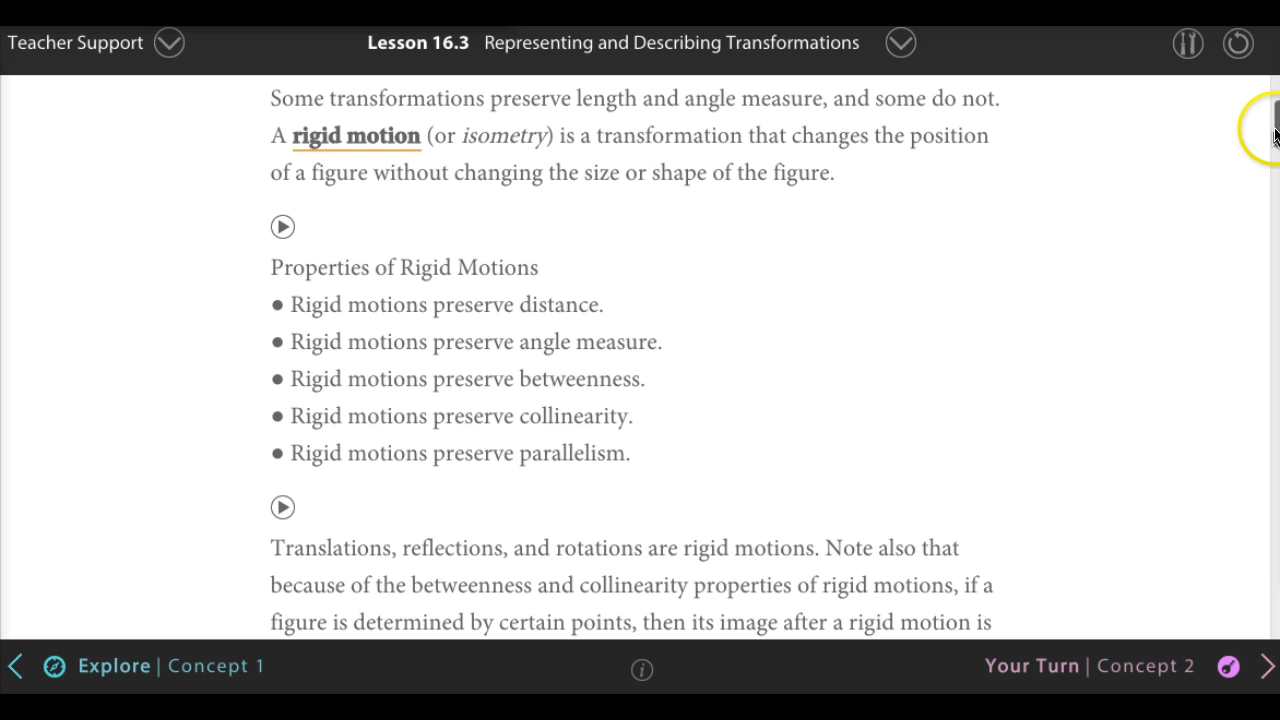 Teacher Support
Lesson 16.3 Representing and Describing Transformations
Some transformations preserve length and angle measure, and some do not.
A rigid motion (or isometry) is a transformation that changes the position
of a figure without changing the size or shape of the figure.
Properties of Rigid Motions
● Rigid motions preserve distance.
● Rigid motions preserve angle measure.
● Rigid motions preserve betweenness.
● Rigid motions preserve collinearity.
● Rigid motions preserve parallelism.
Translations, reflections, and rotations are rigid motions. Note also that
because of the betweenness and collinearity properties of rigid motions, if a
figure is determined by certain points, then its image after a rigid motion is
Explore | Concept 1
i
Your Turn | Concept 2